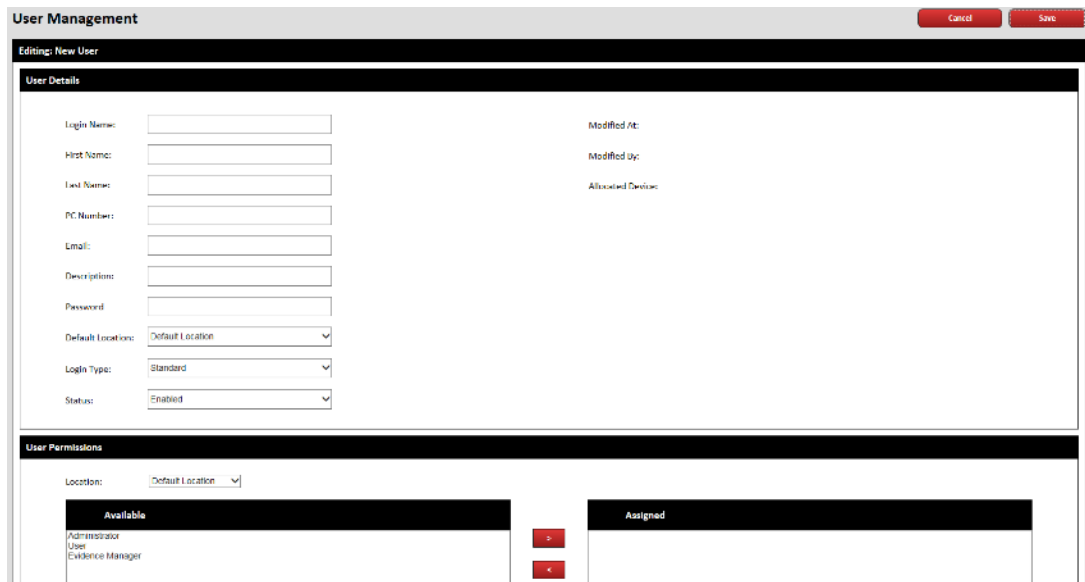 User Management
Cancel
Save
Editing: New User
User Details
Login Name:
Modified At:
First Name:
Modified By:
Last Name:
Allocated Device:
PC Number:
Email:
Description:
Password
Default Location:
Default Location
Login Type:
Standard
Status:
Enabled
User Permissions
Location:
Default Location
Available
Assigned
Administrator
User
Evidence Manager
>
<